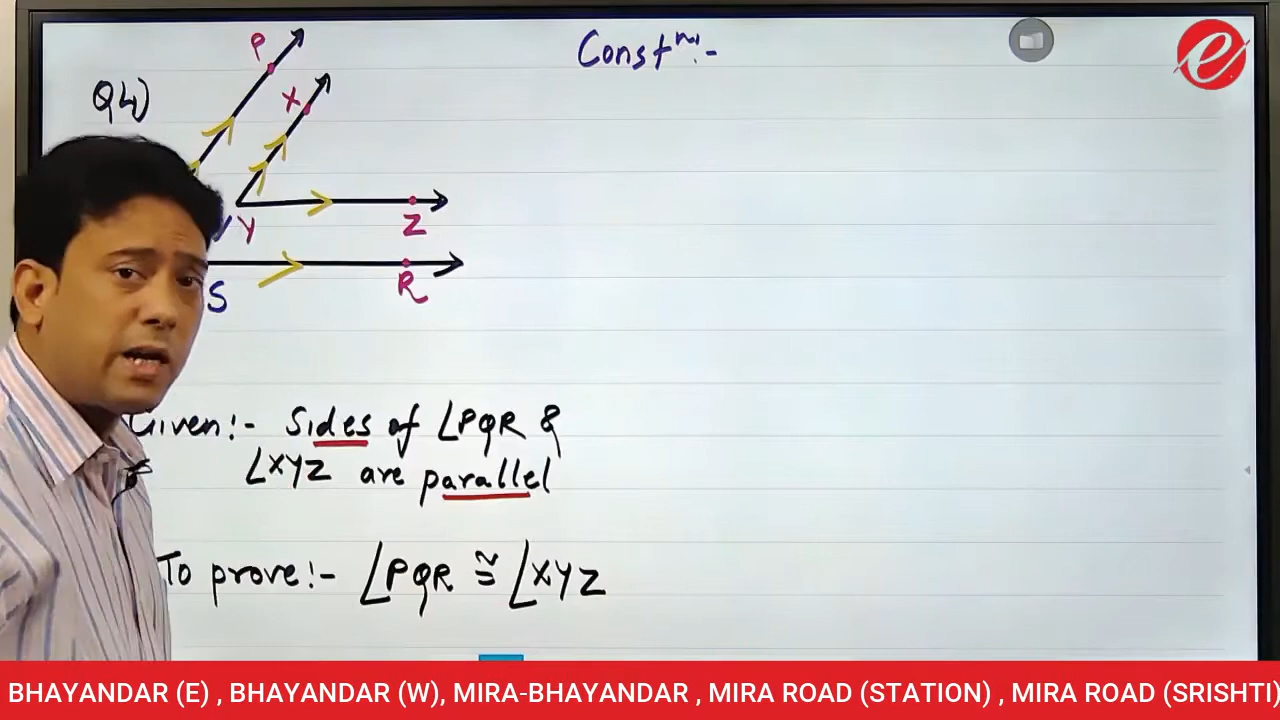 P
Constⁿ:-
X
Q4)
Y
Z
S
R
Given:- Sides of ∠PQR &
∠XYZ are parallel
To prove:- ∠PQR ≅ ∠XYZ
e
BHAYANDAR (E) , BHAYANDAR (W), MIRA-BHAYANDAR , MIRA ROAD (STATION) , MIRA ROAD (SRISHTI)